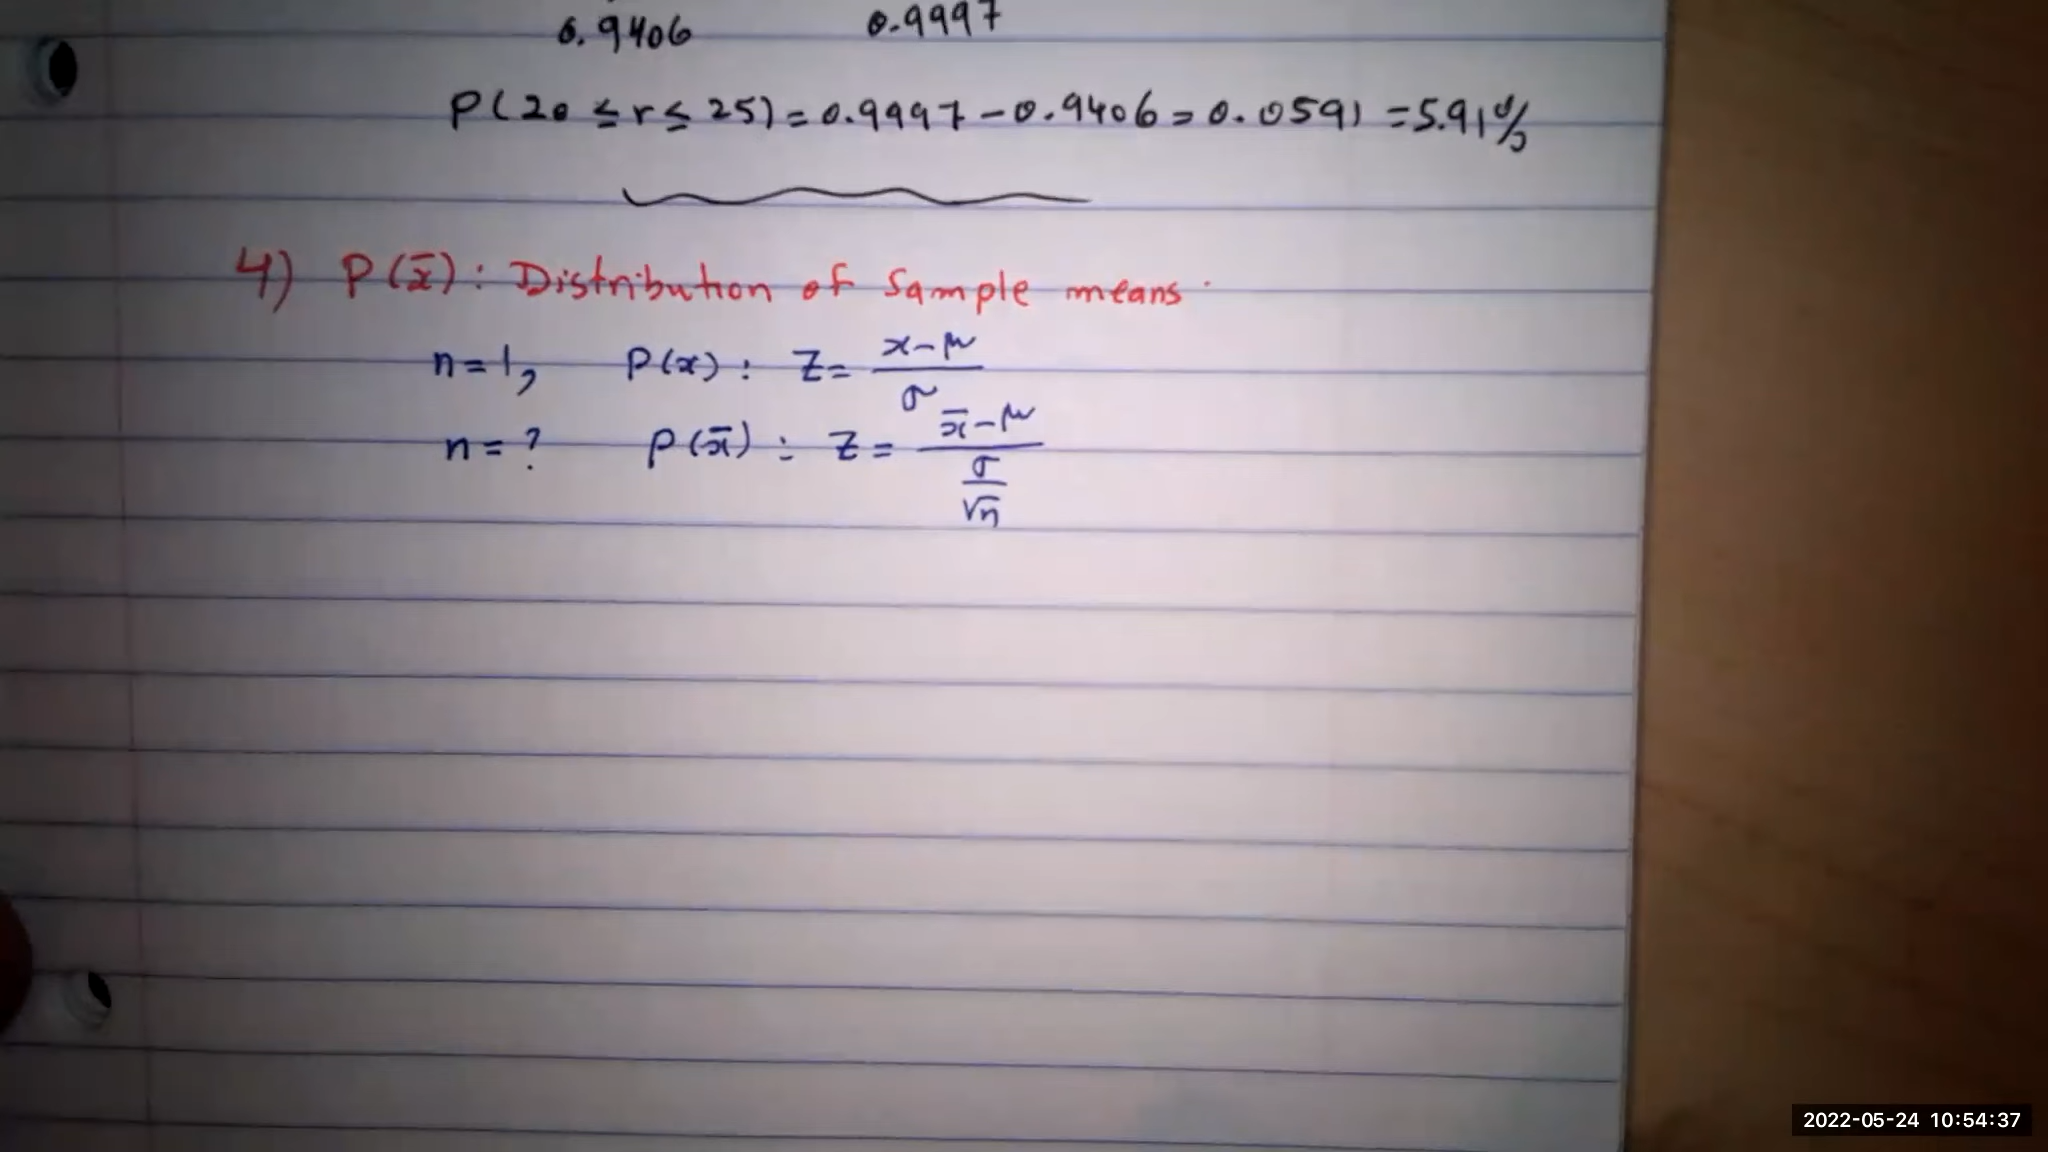 0.9406 0.9997
P(20 ≤ r ≤ 25) = 0.9997 - 0.9406 = 0.0591 = 5.91%
4) P(x̄): Distribution of Sample means.
n=1, P(x): Z = (x-μ)/σ
n=? P(x̄): Z = (x̄-μ)/(σ/√n)
2022-05-24 10:54:37